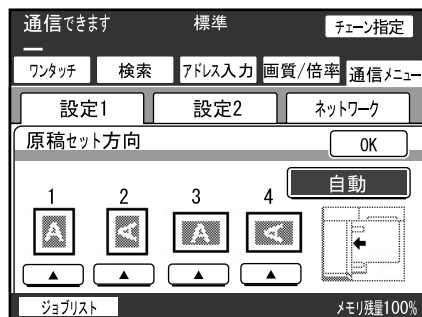 通信できます 標準 チェーン指定
ワンタッチ 検索 アドレス入力 画質/倍率 通信メニュー
設定1 設定2 ネットワーク
原稿セット方向 OK
自動
1 2 3 4
A A A A
ジョブリスト メモリ残量100%